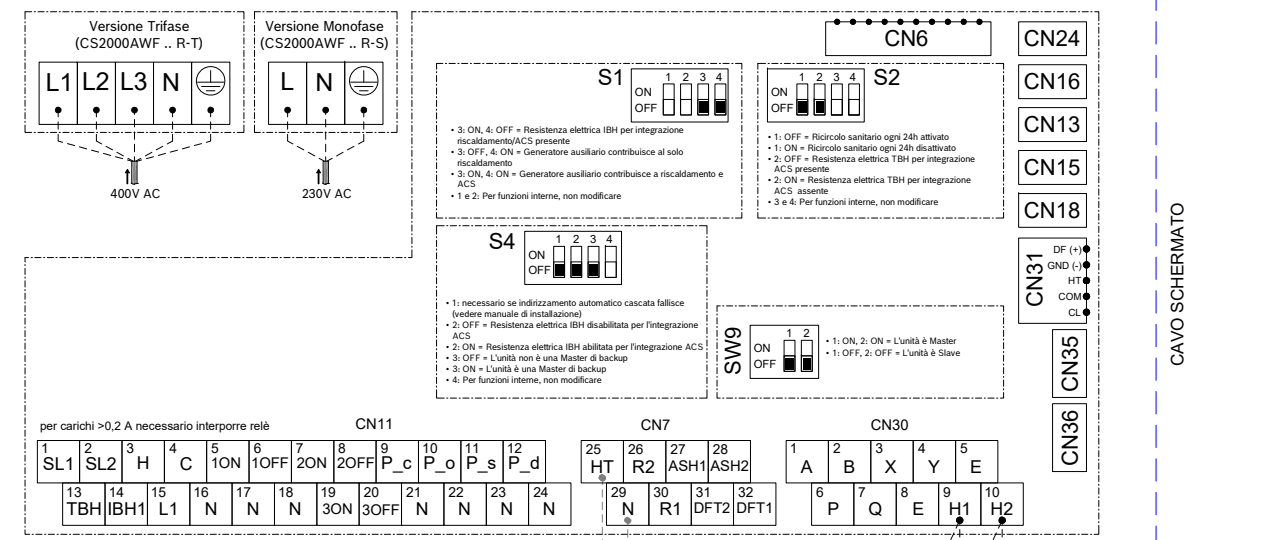 Versione Trifase
(CS2000AWF .. R-T)
L1 L2 L3 N
400V AC
Versione Monofase
(CS2000AWF .. R-S)
L N
230V AC
CN6
CN24
CN16
CN13
CN15
CN18
S1
1 2 3 4
ON
OFF
• 3: ON, 4: OFF = Resistenza elettrica IBH per integrazione
riscaldamento/ACS presente
• 3: OFF, 4: ON = Generatore ausiliario contribuisce al solo
riscaldamento
• 3: ON, 4: ON = Generatore ausiliario contribuisce a riscaldamento e
ACS
• 1 e 2: Per funzioni interne, non modificare
S2
1 2 3 4
ON
OFF
• 1: OFF = Ricircolo sanitario ogni 24h attivato
• 1: ON = Ricircolo sanitario ogni 24h disattivato
• 2: OFF = Resistenza elettrica TBH per integrazione
ACS presente
• 2: ON = Resistenza elettrica TBH per integrazione
ACS assente
• 3 e 4: Per funzioni interne, non modificare
S4
1 2 3 4
ON
OFF
• 1: necessario se indirizzamento automatico cascata fallisce
(vedere manuale di installazione)
• 2: OFF = Resistenza elettrica IBH disabilitata per l'integrazione
ACS
• 2: ON = Resistenza elettrica IBH abilitata per l'integrazione ACS
• 3: OFF = L'unità non è una Master di backup
• 3: ON = L'unità è una Master di backup
• 4: Per funzioni interne, non modificare
SW9
1 2
ON
OFF
• 1: ON, 2: ON = L'unità è Master
• 1: OFF, 2: OFF = L'unità è Slave
CN31
DF (+)
GND (-)
HT
COM
CL
CN35
CN36
CAVO SCHERMATO
per carichi >0,2 A necessario interporre relè
CN11
1 2 3 4 5 6 7 8 9 10 11 12
SL1 SL2 H C 1ON 1OFF 2ON 2OFF P_c P_o P_s P_d
13 14 15 16 17 18 19 20 21 22 23 24
TBH IBH1 L1 N N N 3ON 3OFF N N N N
CN7
25 26 27 28
HT R2 ASH1 ASH2
29 30 31 32
N R1 DFT2 DFT1
CN30
1 2 3 4 5
A B X Y E
6 7 8 9 10
P Q E H1 H2